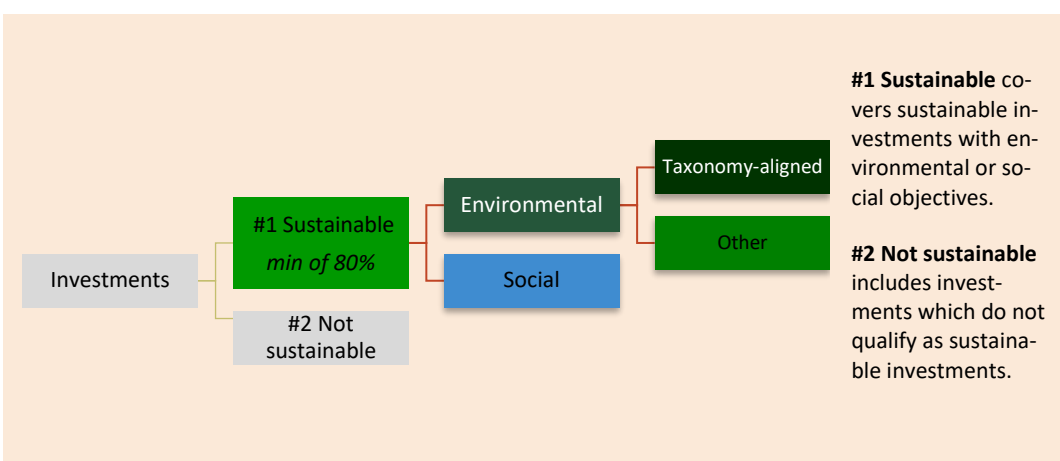 Investments
#1 Sustainable
min of 80%
#2 Not
sustainable
Environmental
Social
Taxonomy-aligned
Other
#1 Sustainable co-
vers sustainable in-
vestments with en-
vironmental or so-
cial objectives.
#2 Not sustainable
includes invest-
ments which do not
qualify as sustaina-
ble investments.